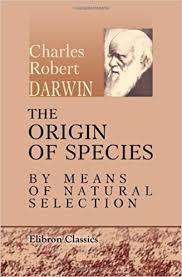 Charles
Robert
DARWIN
THE
ORIGIN OF SPECIES
BY MEANS
OF NATURAL
SELECTION
Elibron Classics